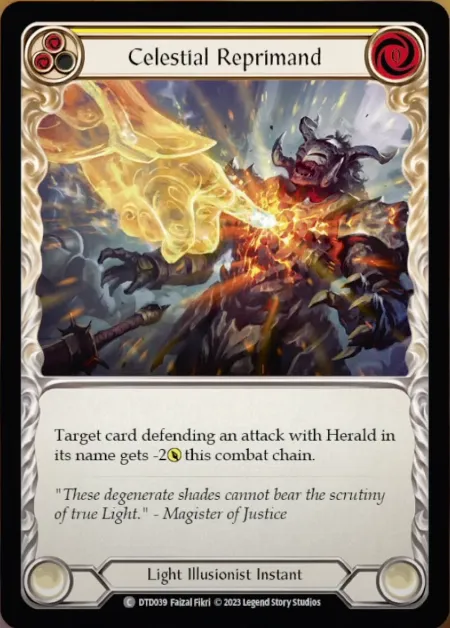 Celestial Reprimand
0
Target card defending an attack with Herald in
its name gets -2 this combat chain.
"These degenerate shades cannot bear the scrutiny
of true Light." - Magister of Justice
Light Illusionist Instant
C DTD039 Faizal Fikri © 2023 Legend Story Studios